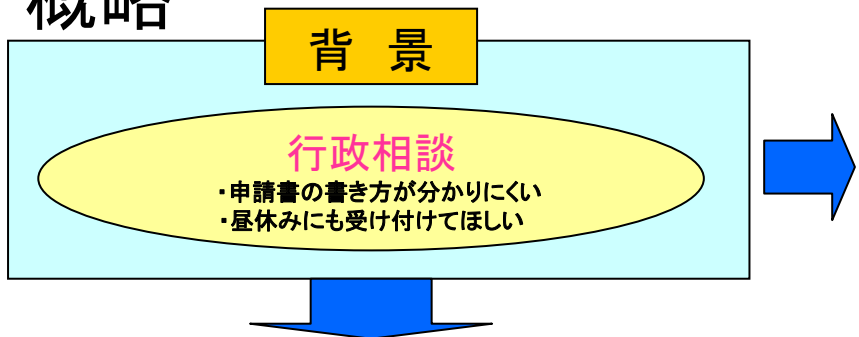 概略
背　景
行政相談
・申請書の書き方が分かりにくい
・昼休みにも受け付けてほしい